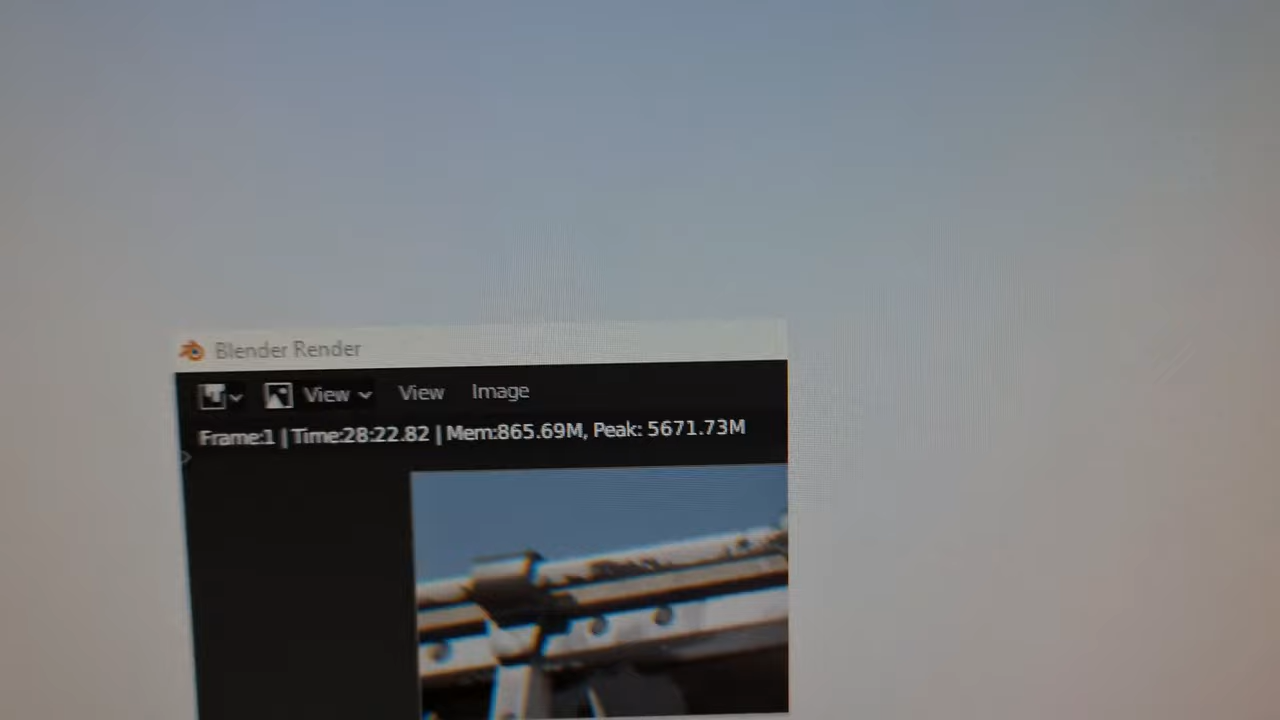 Blender Render
View View Image
Frame:1 | Time:28:22.82 | Mem:865.69M, Peak: 5671.73M